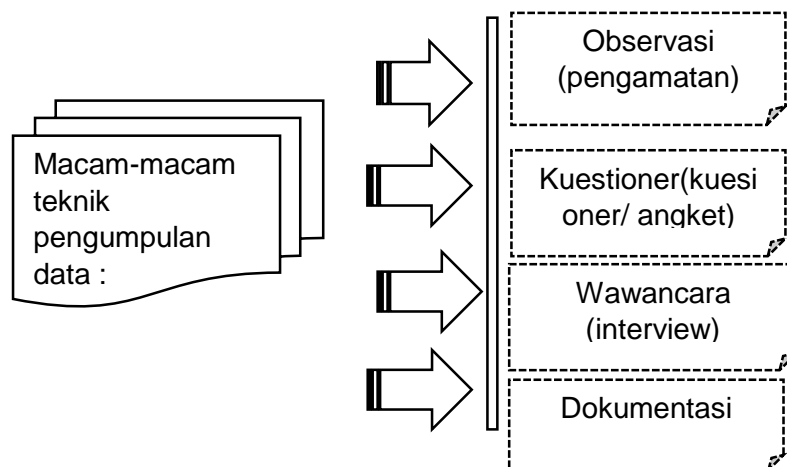 Macam-macam
teknik
pengumpulan
data :
Observasi
(pengamatan)
Kuestioner(kuesi
oner/ angket)
Wawancara
(interview)
Dokumentasi